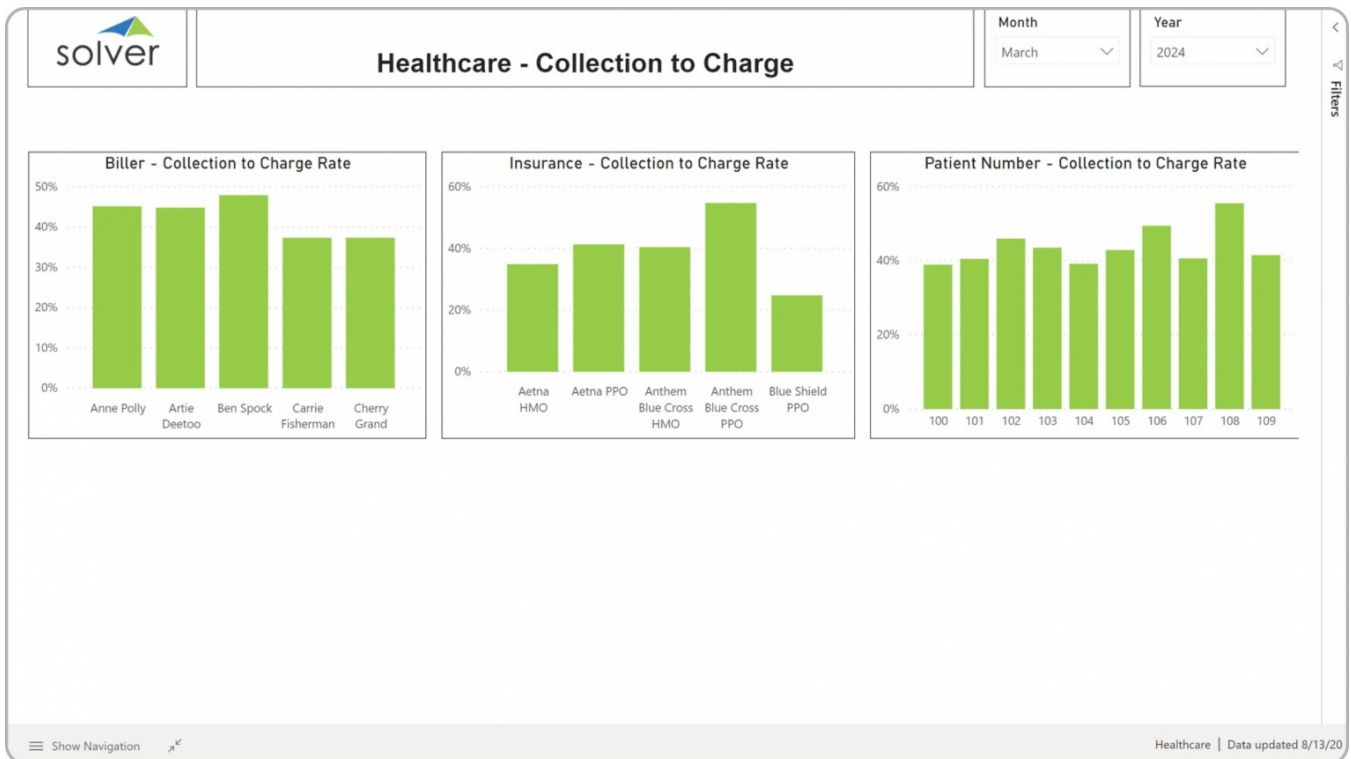 solver
Healthcare - Collection to Charge
Month
March
Year
2024
Filters
Biller - Collection to Charge Rate
50%
40%
30%
20%
10%
0%
Anne Polly
Artie
Deetoo
Ben Spock
Carrie
Fisherman
Cherry
Grand
Insurance - Collection to Charge Rate
60%
40%
20%
0%
Aetna
HMO
Aetna PPO
Anthem
Blue Cross
HMO
Anthem
Blue Cross
PPO
Blue Shield
PPO
Patient Number - Collection to Charge Rate
60%
40%
20%
0%
100 101 102 103 104 105 106 107 108 109
Show Navigation
Healthcare | Data updated 8/13/20